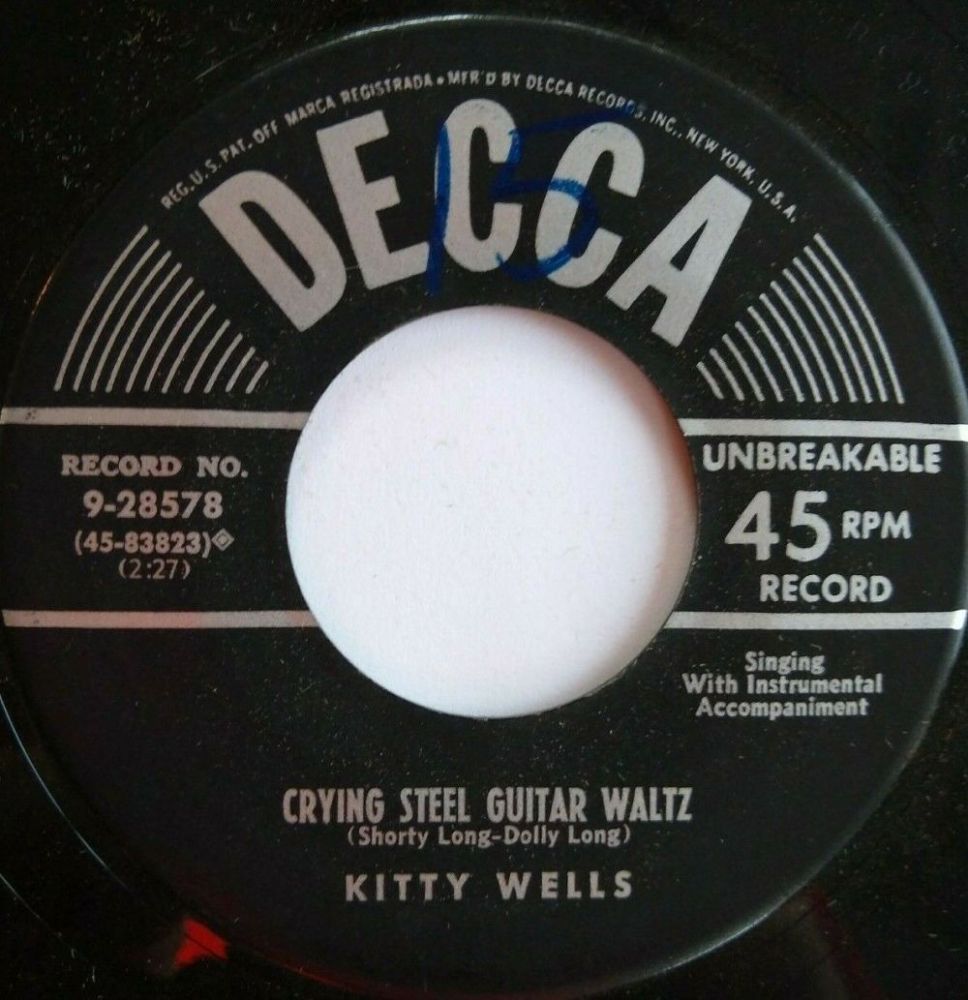 REG. U.S. PAT. OFF MARCA REGISTRADA • MFR'D BY DECCA RECORDS, INC., NEW YORK, U.S.A.
DECCA
15
RECORD NO.
9-28578
(45-83823)
(2:27)
UNBREAKABLE
45 RPM
RECORD
Singing
With Instrumental
Accompaniment
CRYING STEEL GUITAR WALTZ
(Shorty Long-Dolly Long)
KITTY WELLS